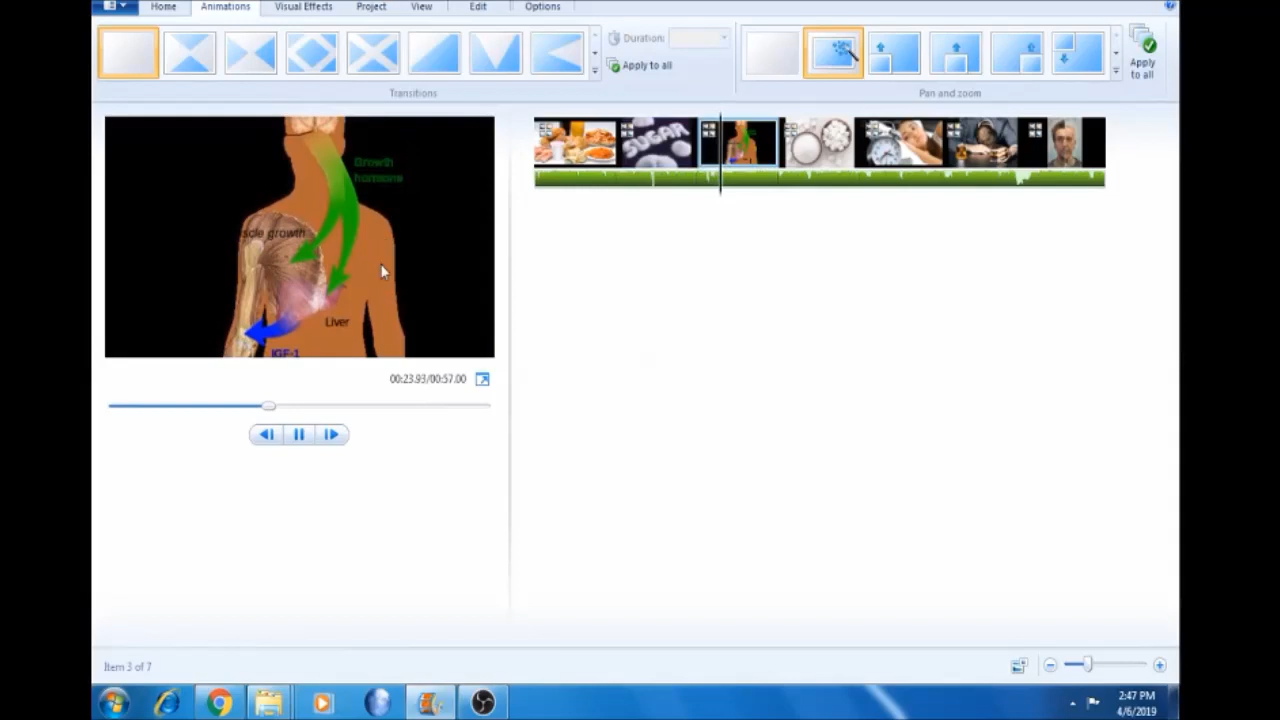 Home Animations Visual Effects Project View Edit Options
Duration:
Apply to all
Apply
to all
Transitions
Pan and zoom
Growth
hormone
scle growth
Liver
IGF-1
SUGAR
00:23.93/00:57.00
Item 3 of 7
2:47 PM
4/6/2019